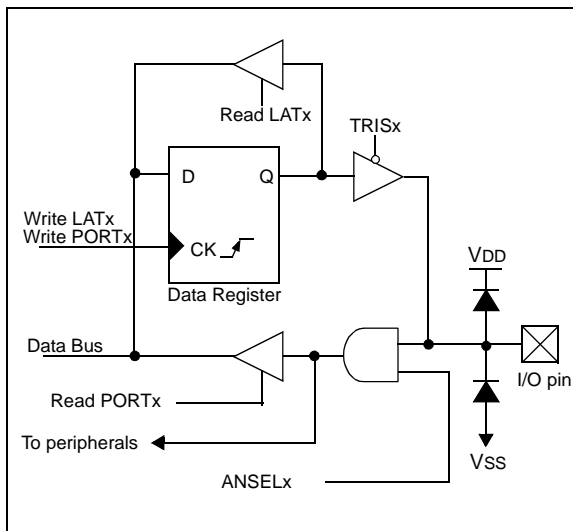 Read LATx
TRISx
D
Q
Write LATx
Write PORTx
CK
Data Register
VDD
Data Bus
I/O pin
Read PORTx
To peripherals
VSS
ANSELx